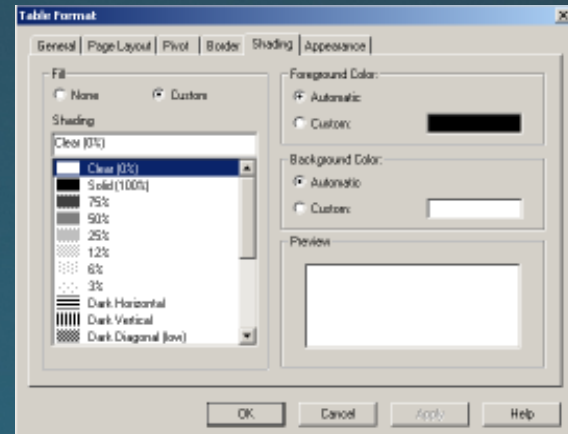 Table Format
General Page Layout Pivot Border Shading Appearance
Fill
None Custom
Shading
Clear (0%)
Clear (0%)
Solid (100%)
75%
50%
25%
12%
6%
3%
Dark Horizontal
Dark Vertical
Dark Diagonal (low)
Foreground Color:
Automatic
Custom:
Background Color:
Automatic
Custom:
Preview
OK Cancel Apply Help